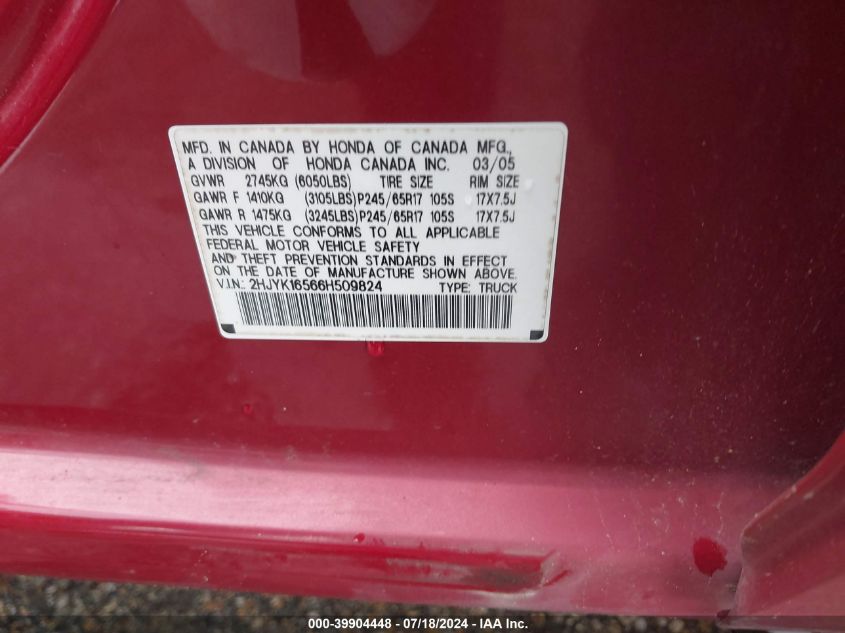 MFD. IN CANADA BY HONDA OF CANADA MFG.,
A DIVISION OF HONDA CANADA INC. 03/05
GVWR 2745KG (6050LBS) TIRE SIZE RIM SIZE
GAWR F 1410KG (3105LBS) P245/65R17 105S 17X7.5J
GAWR R 1475KG (3245LBS) P245/65R17 105S 17X7.5J
THIS VEHICLE CONFORMS TO ALL APPLICABLE
FEDERAL MOTOR VEHICLE SAFETY
AND THEFT PREVENTION STANDARDS IN EFFECT
ON THE DATE OF MANUFACTURE SHOWN ABOVE.
V.I.N.: 2HJYK16566H509824 TYPE: TRUCK
000-39904448 - 07/18/2024 - IAA Inc.